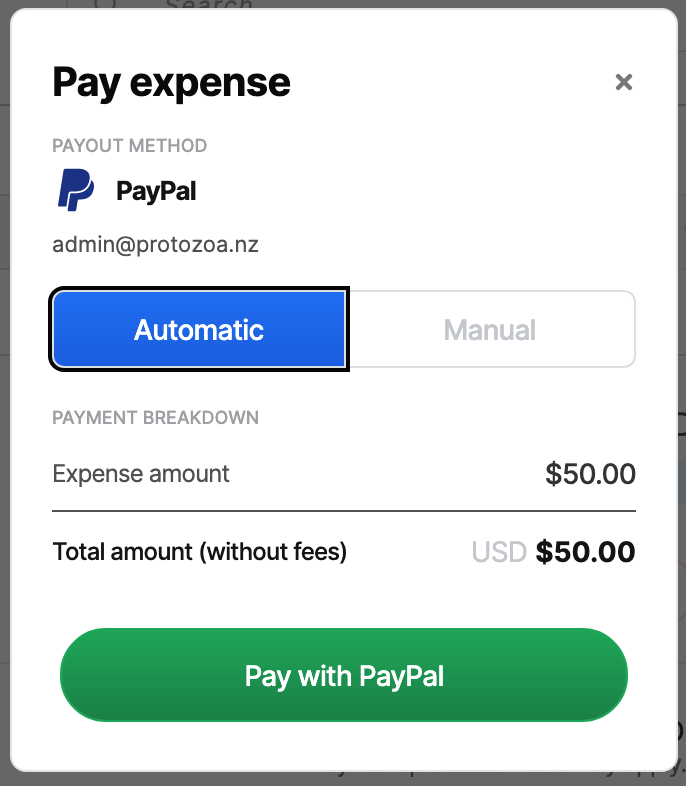 Search
Pay expense
×
PAYOUT METHOD
PayPal
admin@protozoa.nz
Automatic Manual
PAYMENT BREAKDOWN
Expense amount $50.00
Total amount (without fees) USD $50.00
Pay with PayPal